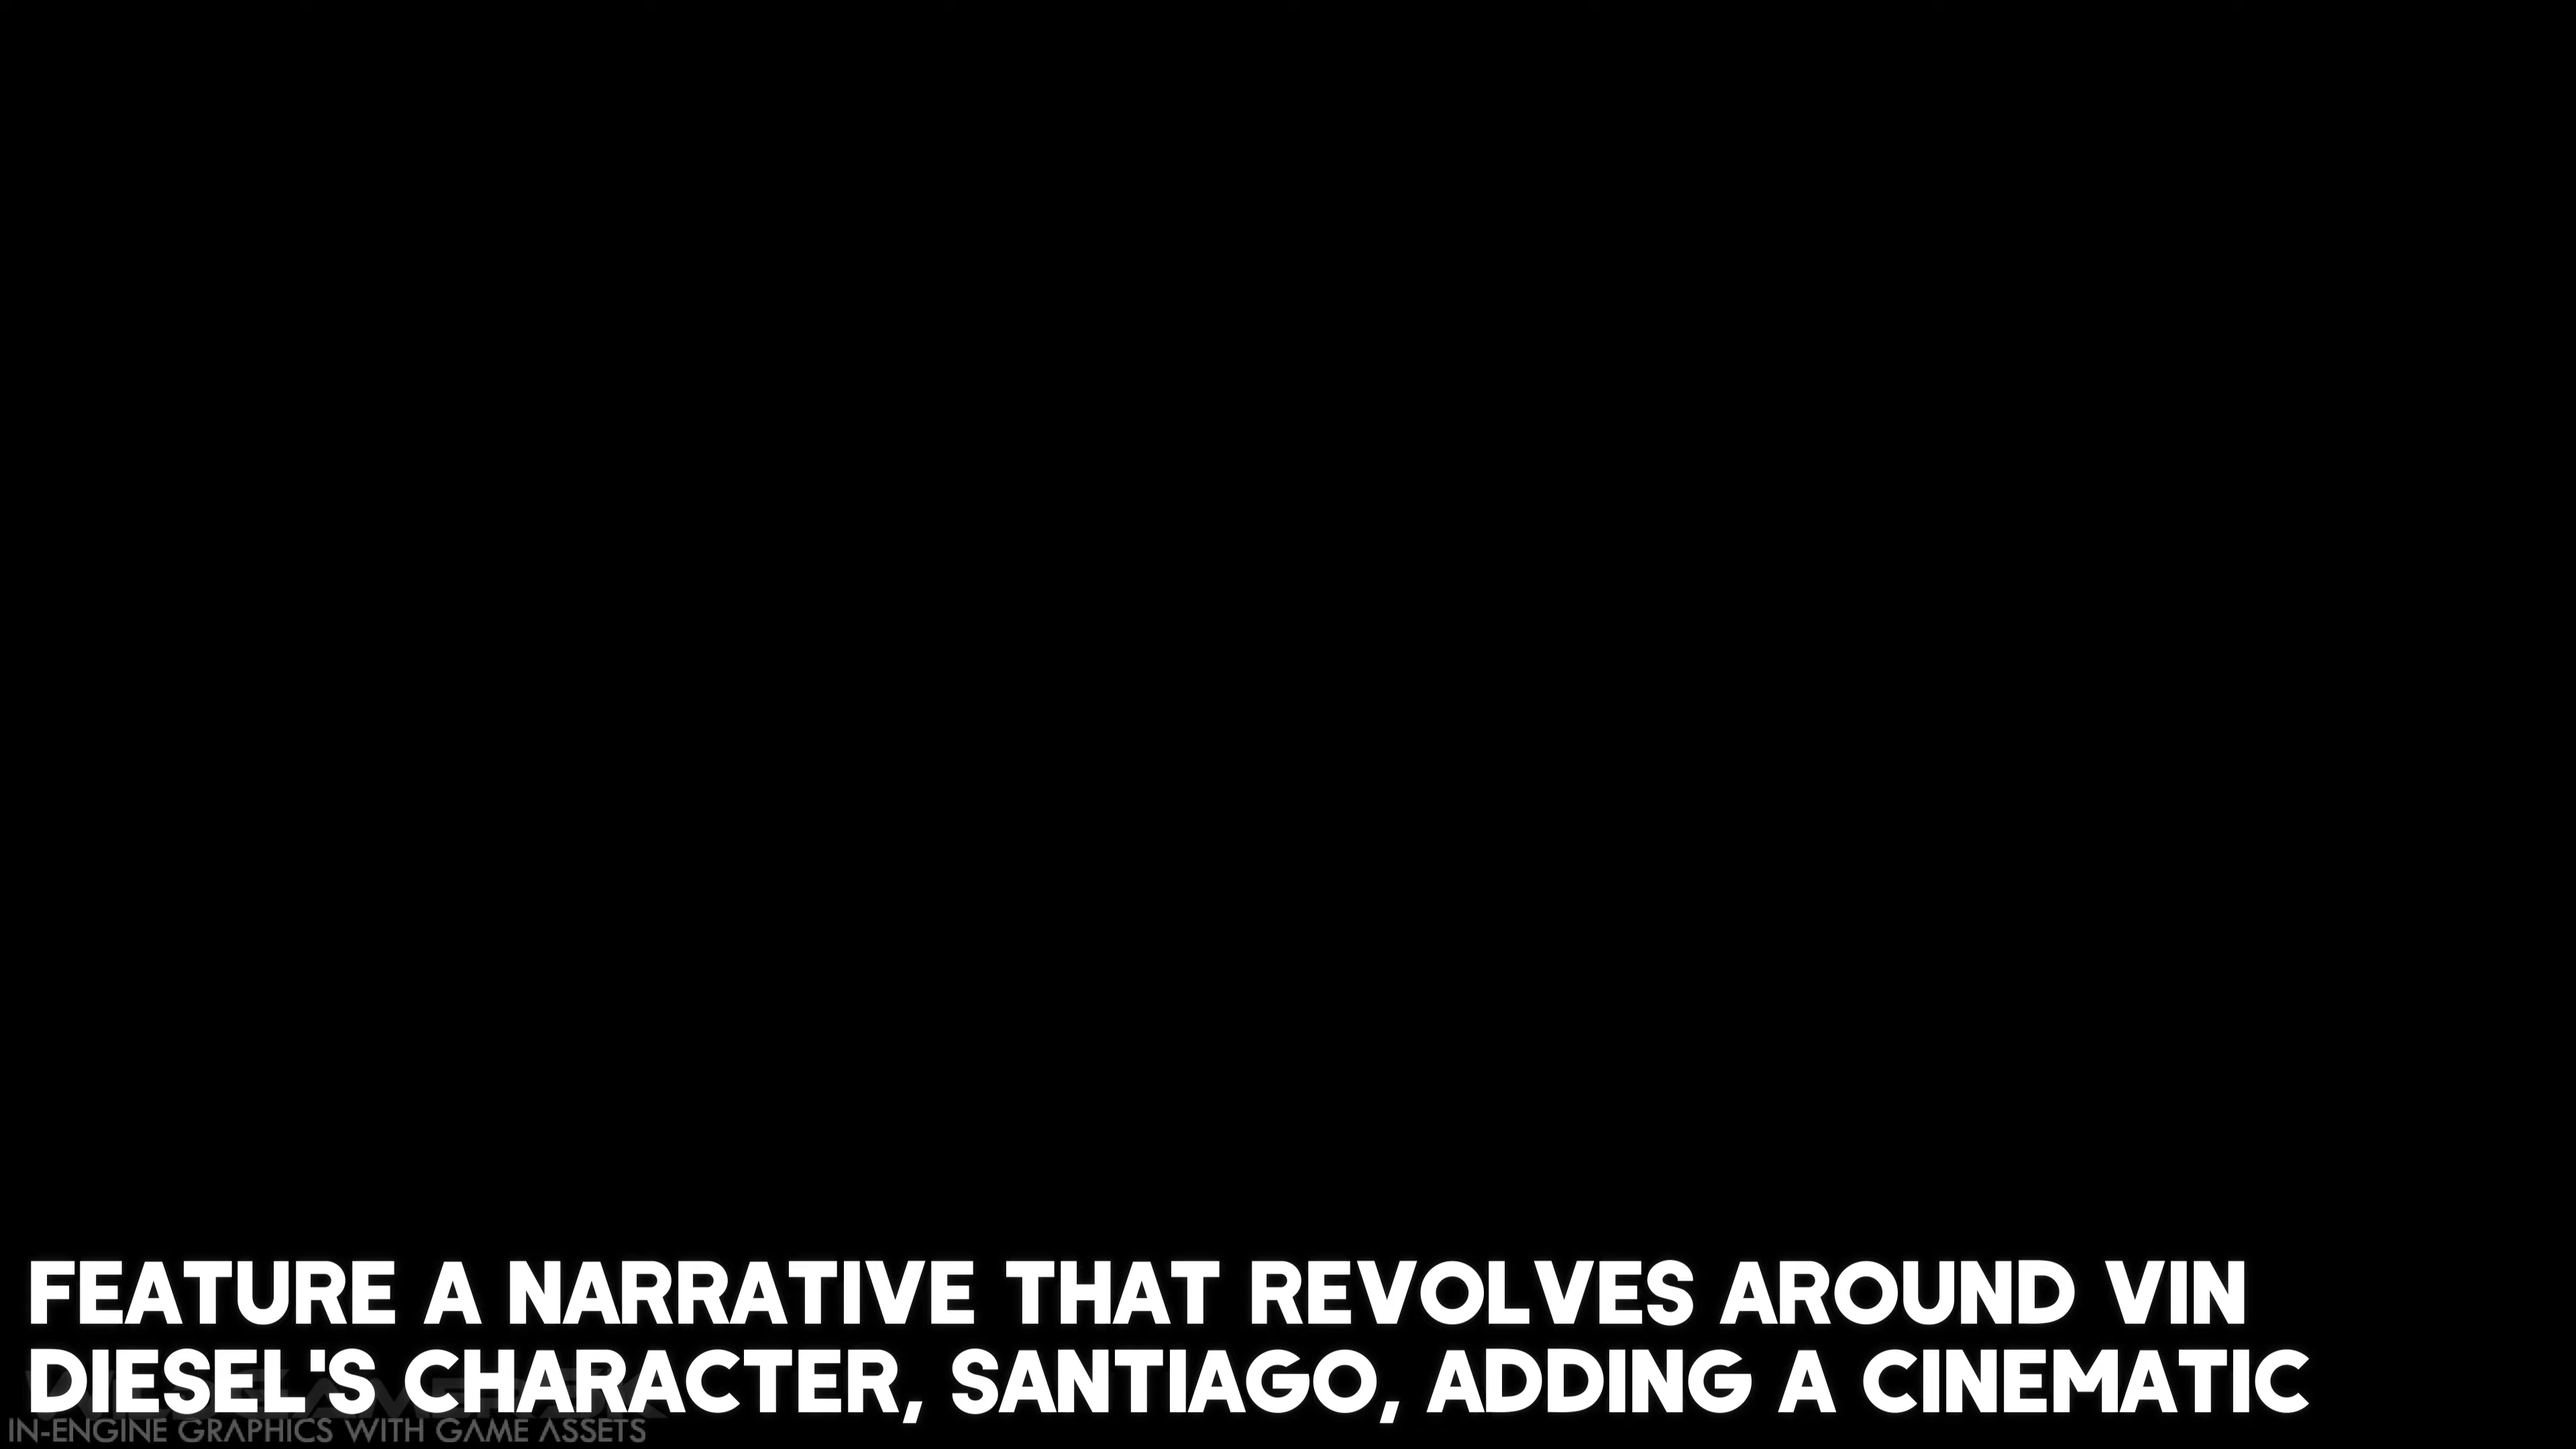 FEATURE A NARRATIVE THAT REVOLVES AROUND VIN
DIESEL'S CHARACTER, SANTIAGO, ADDING A CINEMATIC
IN-ENGINE GRAPHICS WITH GAME ASSETS